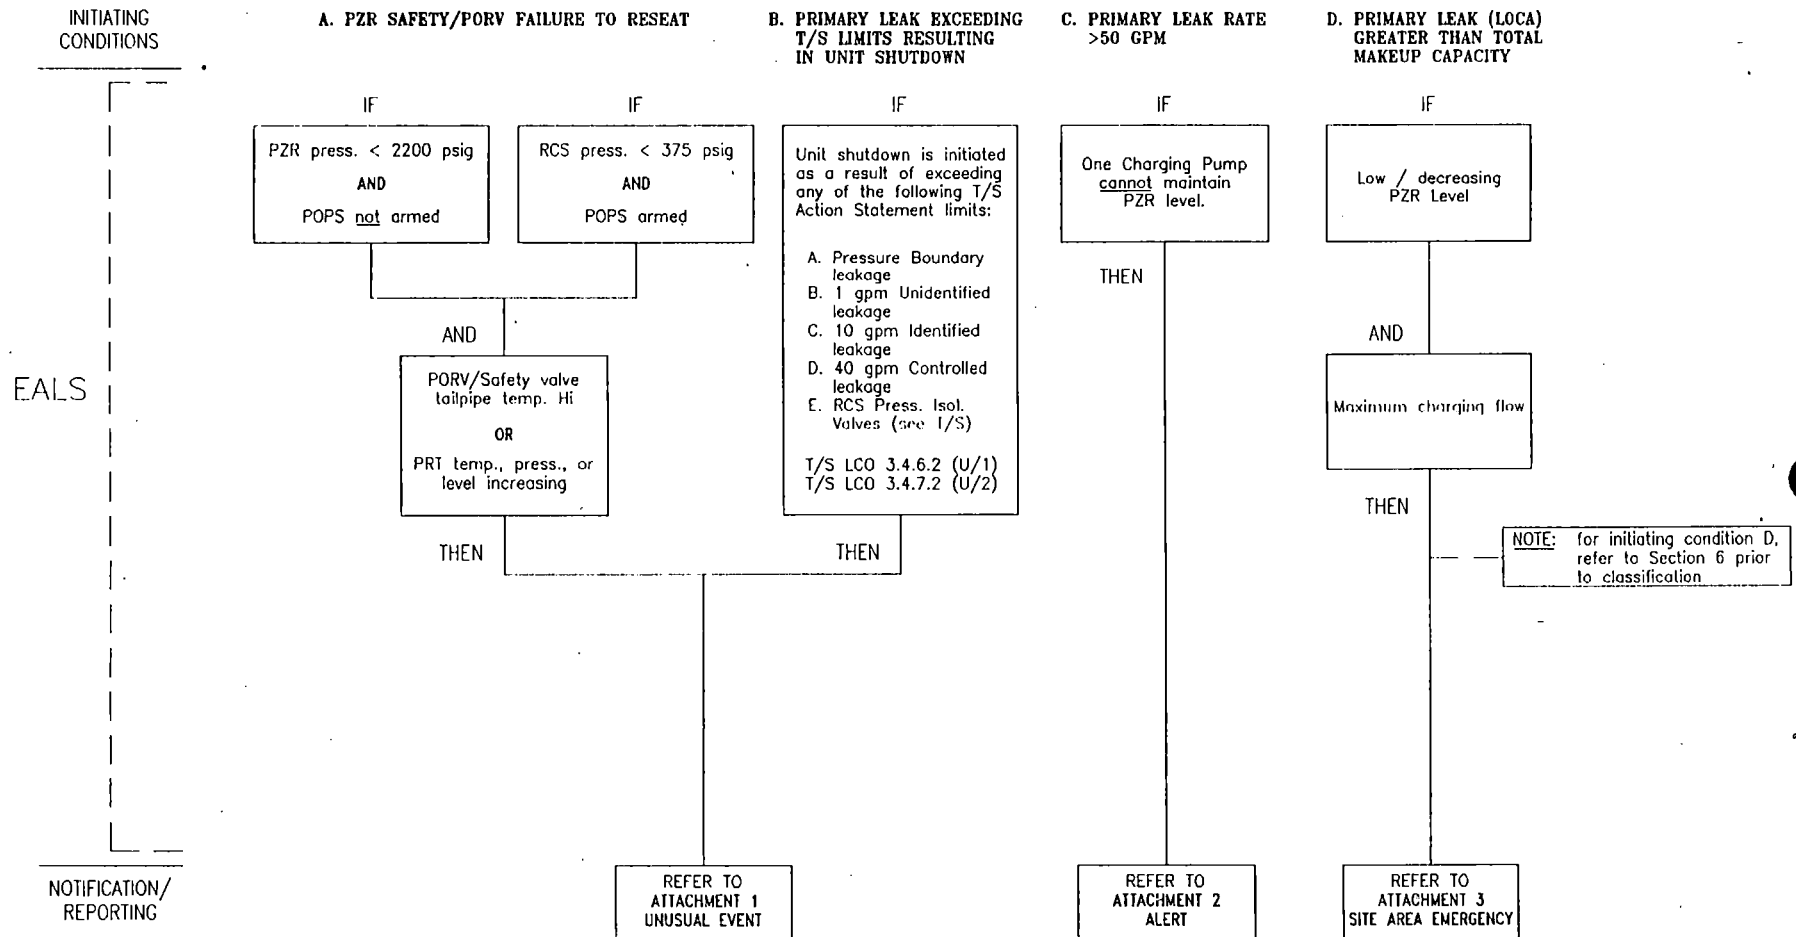 INITIATING
CONDITIONS
A. PZR SAFETY/PORV FAILURE TO RESEAT
B. PRIMARY LEAK EXCEEDING
T/S LIMITS RESULTING
IN UNIT SHUTDOWN
C. PRIMARY LEAK RATE
>50 GPM
D. PRIMARY LEAK (LOCA)
GREATER THAN TOTAL
MAKEUP CAPACITY
EALS
IF
PZR press. < 2200 psig
AND
POPS not armed
IF
RCS press. < 375 psig
AND
POPS armed
AND
PORV/Safety valve
tailpipe temp. Hi
OR
PRT temp., press., or
level increasing
THEN
IF
Unit shutdown is initiated
as a result of exceeding
any of the following T/S
Action Statement limits:
A. Pressure Boundary
leakage
B. 1 gpm Unidentified
leakage
C. 10 gpm Identified
leakage
D. 40 gpm Controlled
leakage
E. RCS Press. Isol.
Valves (see T/S)
T/S LCO 3.4.6.2 (U/1)
T/S LCO 3.4.7.2 (U/2)
THEN
IF
One Charging Pump
cannot maintain
PZR level.
THEN
IF
Low / decreasing
PZR Level
AND
Maximum charging flow
THEN
NOTE: for initiating condition D,
refer to Section 6 prior
to classification
NOTIFICATION/
REPORTING
REFER TO
ATTACHMENT 1
UNUSUAL EVENT
REFER TO
ATTACHMENT 2
ALERT
REFER TO
ATTACHMENT 3
SITE AREA EMERGENCY